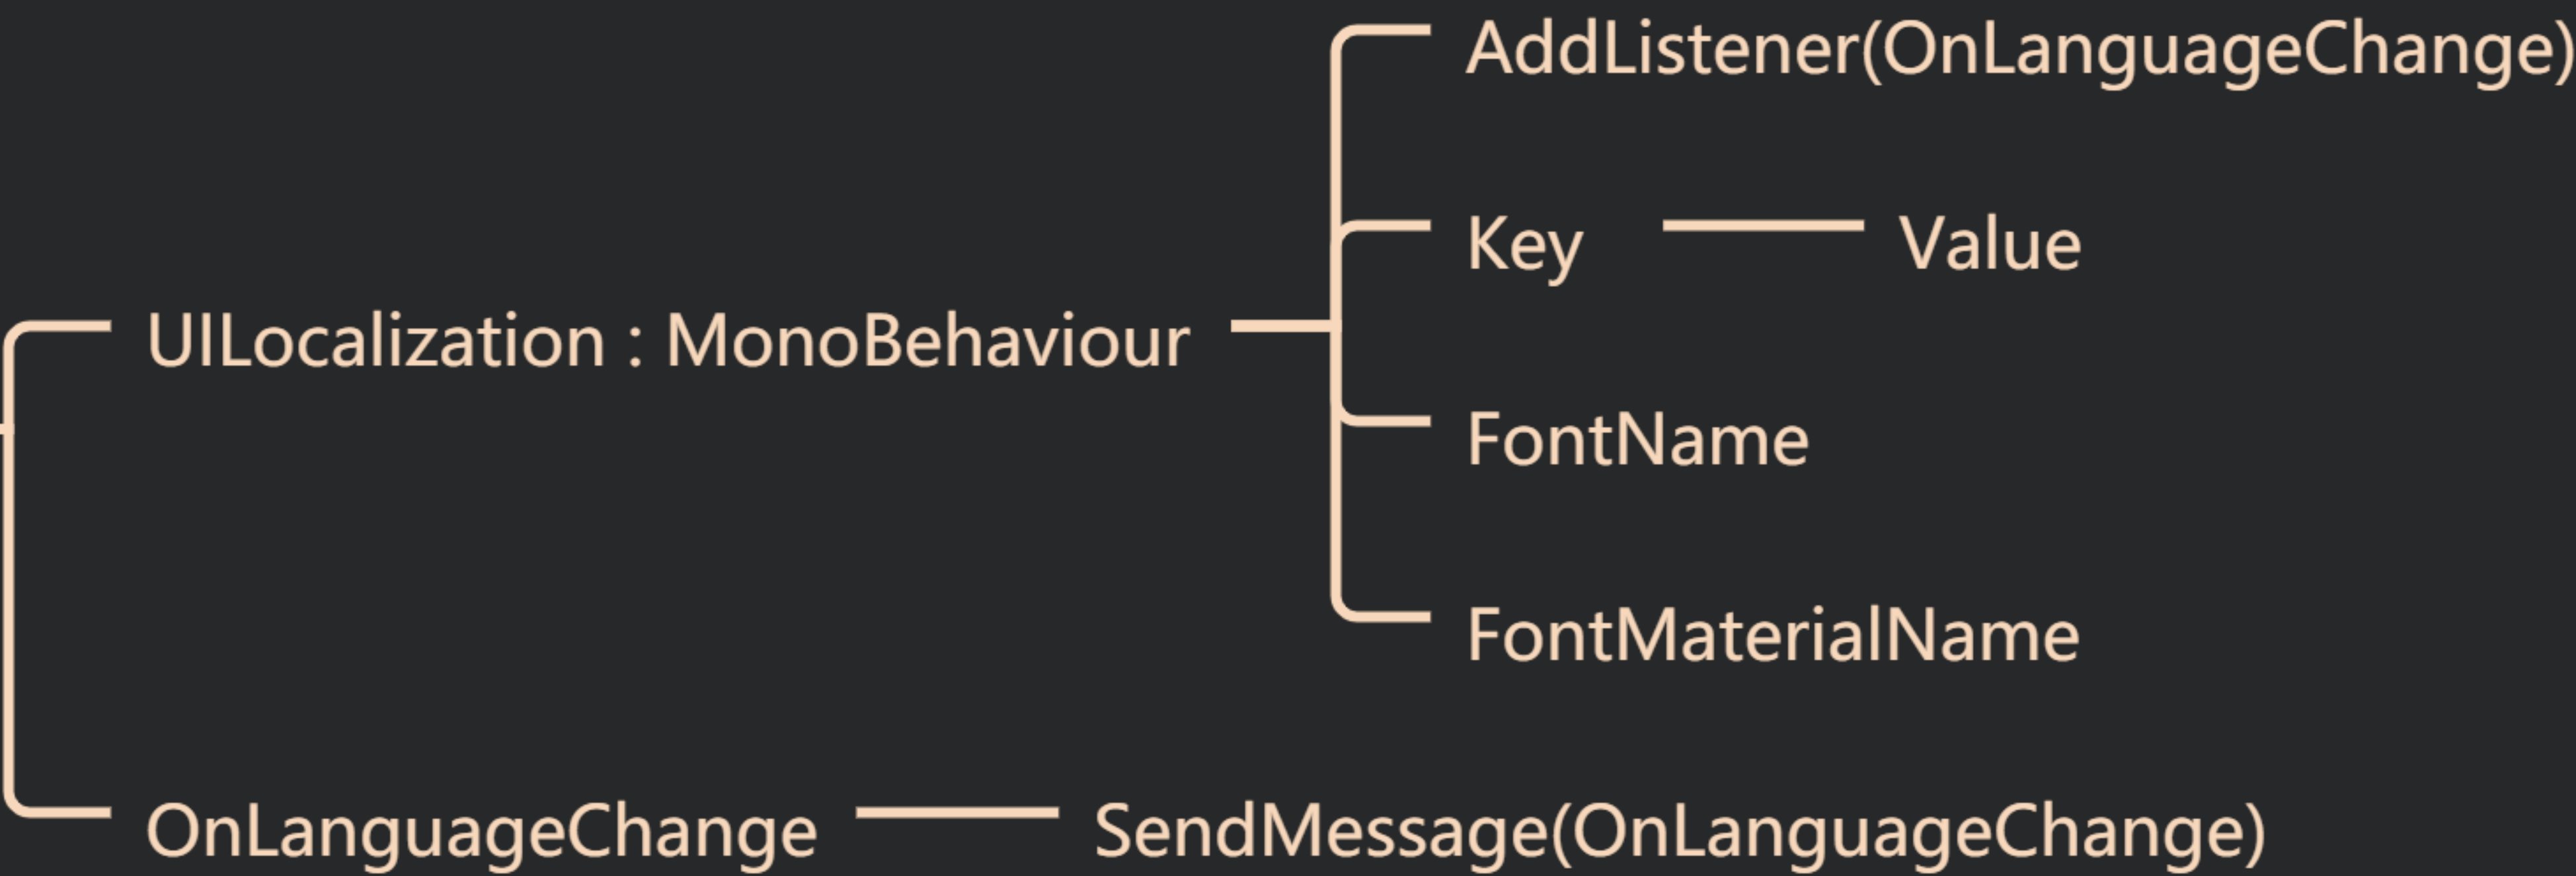 AddListener(OnLanguageChange)
Key Value
UILocalization : MonoBehaviour
FontName
FontMaterialName
OnLanguageChange SendMessage(OnLanguageChange)